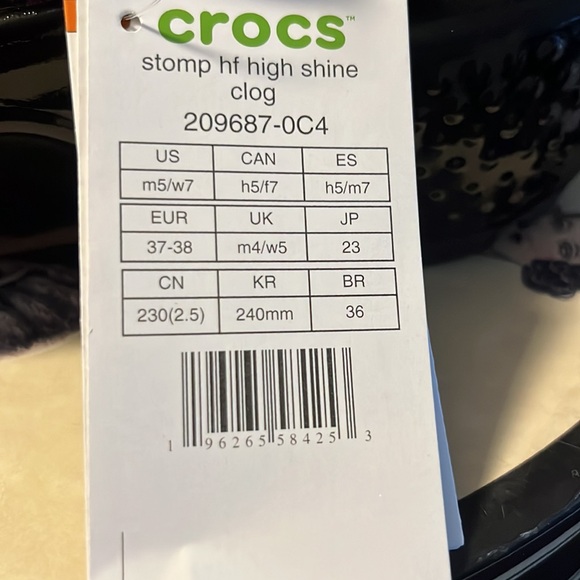 crocs™
stomp hf high shine
clog
209687-0C4
US CAN ES
m5/w7 h5/f7 h5/m7
EUR UK JP
37-38 m4/w5 23
CN KR BR
230(2.5) 240mm 36
1 96265 58425 3